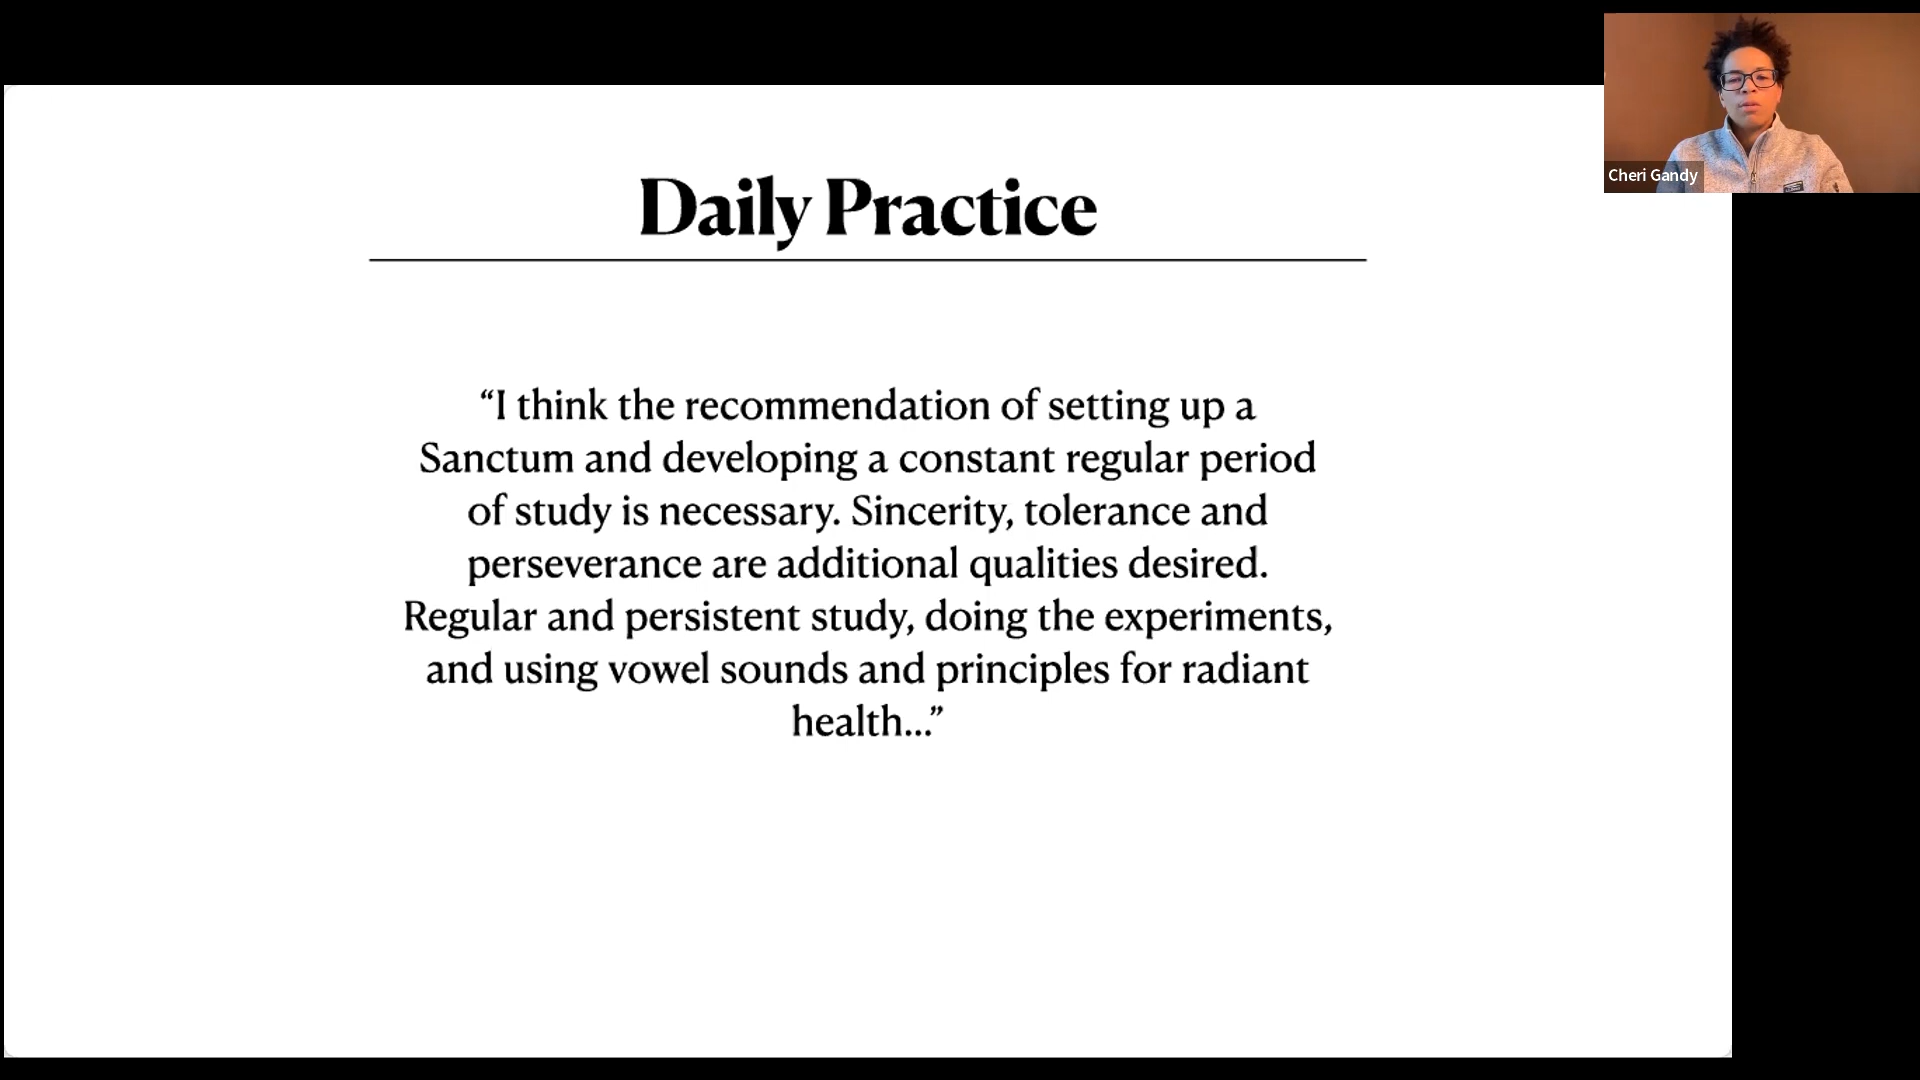 Daily Practice
“I think the recommendation of setting up a
Sanctum and developing a constant regular period
of study is necessary. Sincerity, tolerance and
perseverance are additional qualities desired.
Regular and persistent study, doing the experiments,
and using vowel sounds and principles for radiant
health...”
Cheri Gandy